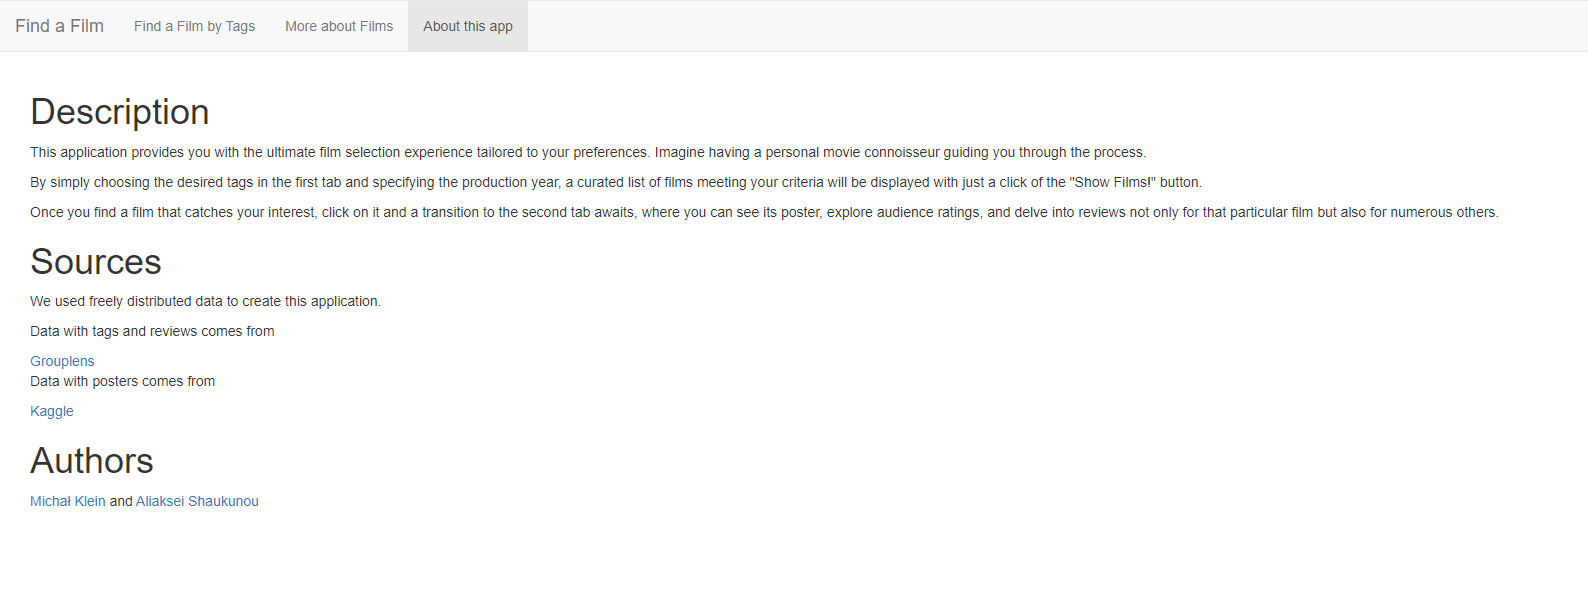 Find a Film Find a Film by Tags More about Films About this app
Description
This application provides you with the ultimate film selection experience tailored to your preferences. Imagine having a personal movie connoisseur guiding you through the process.
By simply choosing the desired tags in the first tab and specifying the production year, a curated list of films meeting your criteria will be displayed with just a click of the "Show Films!" button.
Once you find a film that catches your interest, click on it and a transition to the second tab awaits, where you can see its poster, explore audience ratings, and delve into reviews not only for that particular film but also for numerous others.
Sources
We used freely distributed data to create this application.
Data with tags and reviews comes from
Grouplens
Data with posters comes from
Kaggle
Authors
Michał Klein and Aliaksei Shaukunou